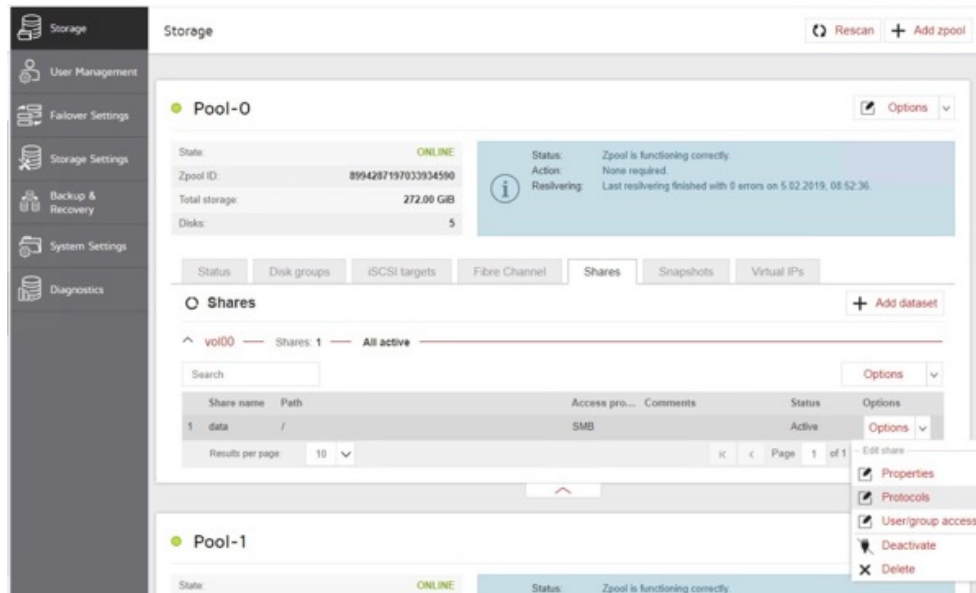 Storage
User Management
Failover Settings
Storage Settings
Backup &
Recovery
System Settings
Diagnostics
Storage
Rescan
Add zpool
Pool-0
Options
State: ONLINE
Zpool ID: 8994287197033934590
Total storage: 272.00 GiB
Disks: 5
Status: Zpool is functioning correctly.
Action: None required.
Resilvering: Last resilvering finished with 0 errors on 5.02.2019, 08:52:36.
Status Disk groups iSCSI targets Fibre Channel Shares Snapshots Virtual IPs
Shares
Add dataset
vol00 Shares: 1 All active
Search
Options
Share name Path Access pro... Comments Status Options
1 data / SMB Active Options
Results per page: 10 Page 1 of 1
Edit share
Properties
Protocols
User/group access
Deactivate
Delete
Pool-1
State: ONLINE
Status: Zpool is functioning correctly.